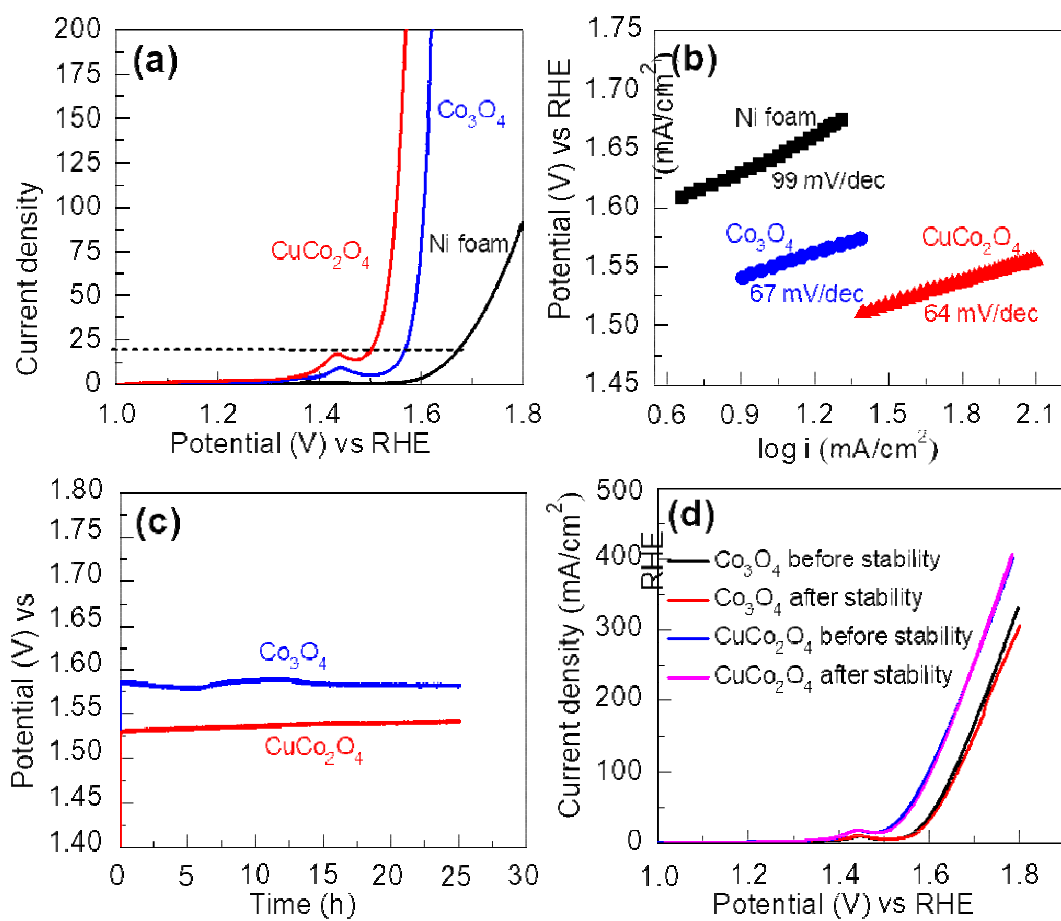 (a)
200
175
150
125
100
75
50
25
0
Current density
Co₃O₄
CuCo₂O₄
Ni foam
1.0 1.2 1.4 1.6 1.8
Potential (V) vs RHE
(b)
1.75
1.70
1.65
1.60
1.55
1.50
1.45
Potential (V) vs RHE
(mA/cm²)
Ni foam
99 mV/dec
Co₃O₄
67 mV/dec
CuCo₂O₄
64 mV/dec
0.6 0.9 1.2 1.5 1.8 2.1
log i (mA/cm²)
(c)
1.80
1.75
1.70
1.65
1.60
1.55
1.50
1.45
1.40
Potential (V) vs
Co₃O₄
CuCo₂O₄
0 5 10 15 20 25 30
Time (h)
(d)
500
400
300
200
100
0
RHE
Current density (mA/cm²)
Co₃O₄ before stability
Co₃O₄ after stability
CuCo₂O₄ before stability
CuCo₂O₄ after stability
1.0 1.2 1.4 1.6 1.8
Potential (V) vs RHE